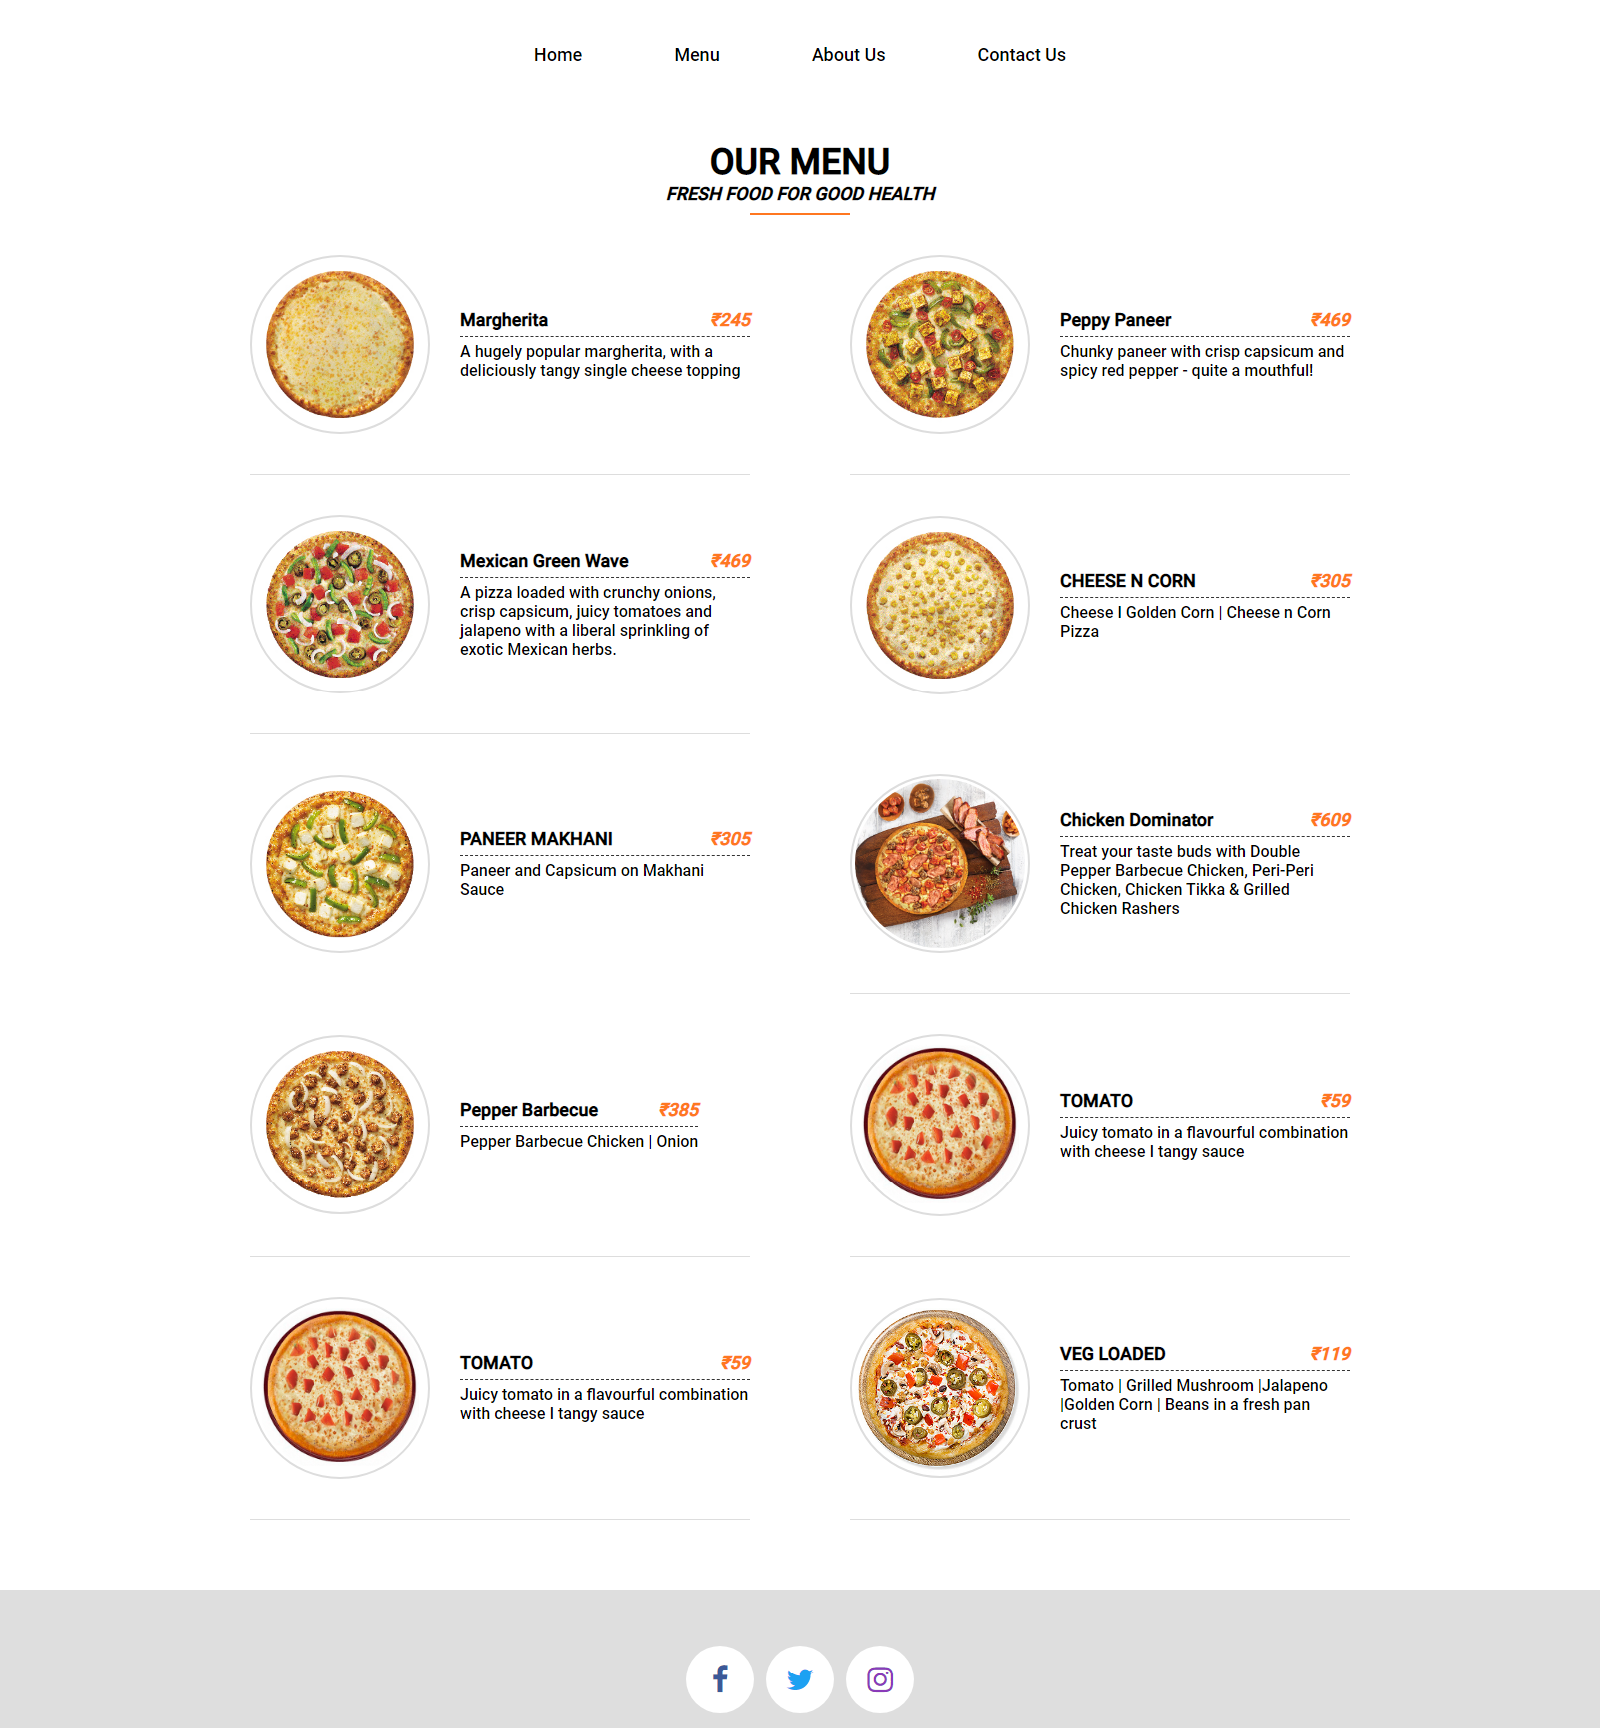 Home
Menu
About Us
Contact Us
OUR MENU
FRESH FOOD FOR GOOD HEALTH
Margherita ₹245
A hugely popular margherita, with a
deliciously tangy single cheese topping
Peppy Paneer ₹469
Chunky paneer with crisp capsicum and
spicy red pepper - quite a mouthful!
Mexican Green Wave ₹469
A pizza loaded with crunchy onions,
crisp capsicum, juicy tomatoes and
jalapeno with a liberal sprinkling of
exotic Mexican herbs.
CHEESE N CORN ₹305
Cheese I Golden Corn | Cheese n Corn
Pizza
PANEER MAKHANI ₹305
Paneer and Capsicum on Makhani
Sauce
Chicken Dominator ₹609
Treat your taste buds with Double
Pepper Barbecue Chicken, Peri-Peri
Chicken, Chicken Tikka & Grilled
Chicken Rashers
Pepper Barbecue ₹385
Pepper Barbecue Chicken | Onion
TOMATO ₹59
Juicy tomato in a flavourful combination
with cheese I tangy sauce
TOMATO ₹59
Juicy tomato in a flavourful combination
with cheese I tangy sauce
VEG LOADED ₹119
Tomato | Grilled Mushroom |Jalapeno
|Golden Corn | Beans in a fresh pan
crust